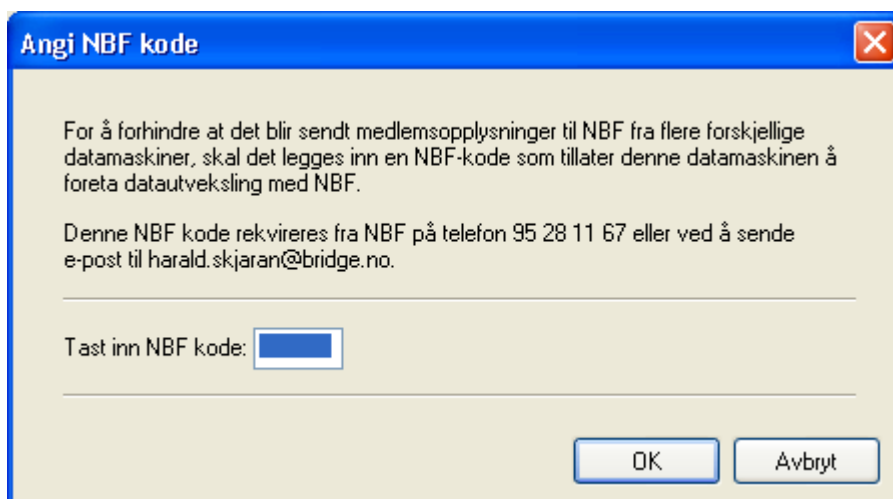 Angi NBF kode
For å forhindre at det blir sendt medlemsopplysninger til NBF fra flere forskjellige
datamaskiner, skal det legges inn en NBF-kode som tillater denne datamaskinen å
foreta datautveksling med NBF.
Denne NBF kode rekvireres fra NBF på telefon 95 28 11 67 eller ved å sende
e-post til harald.skjaran@bridge.no.
Tast inn NBF kode:
OK
Avbryt